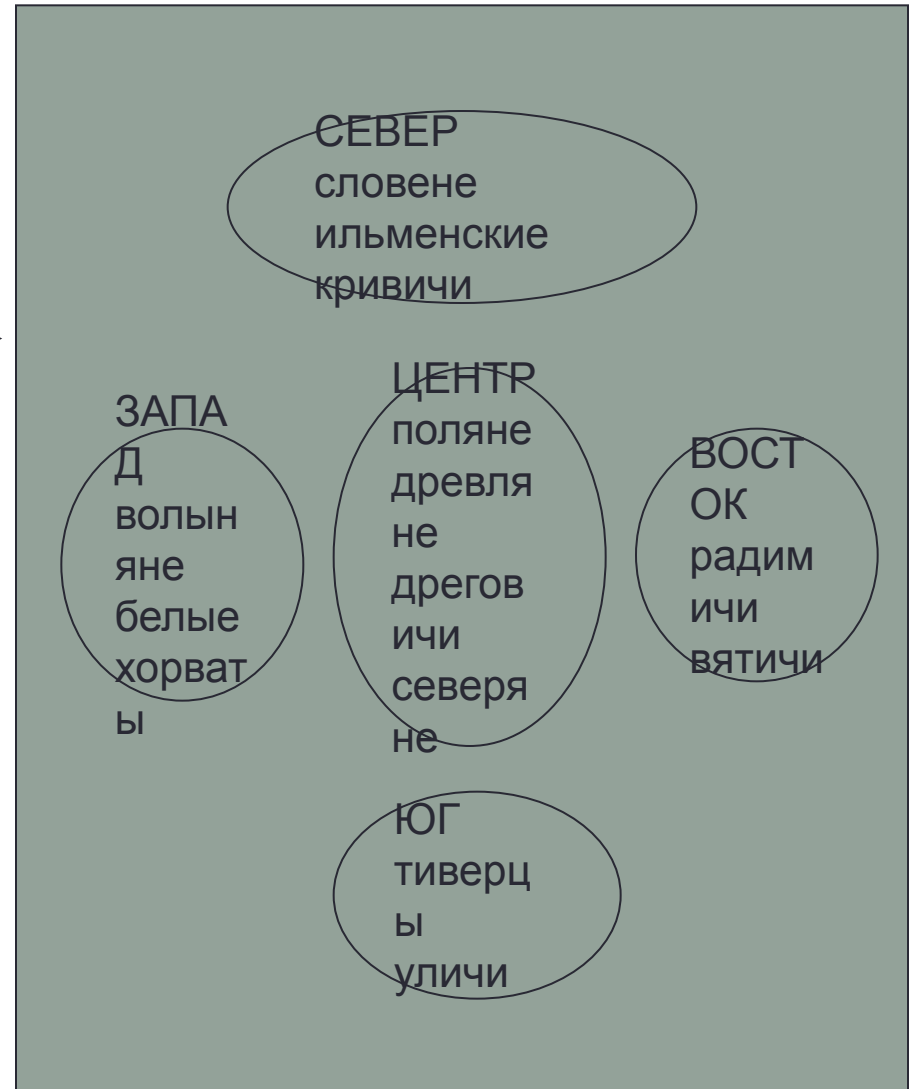 СЕВЕР
словене
ильменские
кривичи
ЗАПА
Д
волын
яне
белые
хорват
ы
ЦЕНТР
поляне
древля
не
дрегов
ичи
северя
не
ВОСТ
ОК
радим
ичи
вятичи
ЮГ
тиверц
ы
уличи